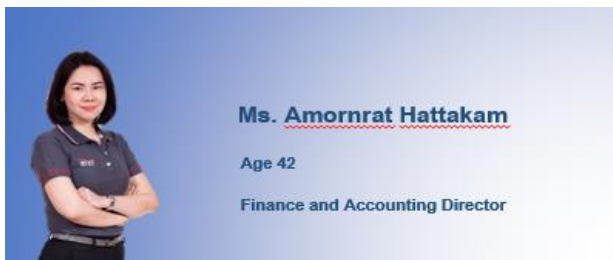 Ms. Amornrat Hattakam
Age 42
Finance and Accounting Director